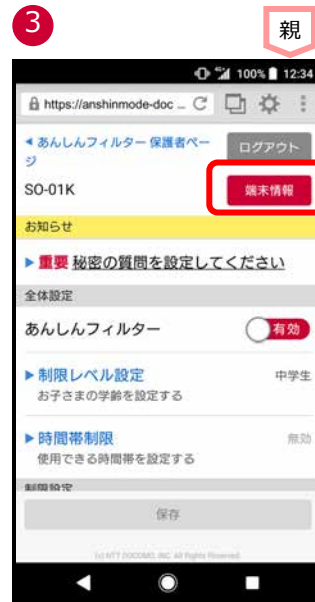 3
親
100% 12:34
https://anshinmode-doc ...
あんしんフィルター 保護者ページ
ログアウト
SO-01K
端末情報
お知らせ
重要 秘密の質問を設定してください
全体設定
あんしんフィルター
有効
制限レベル設定
中学生
お子さまの学齢を設定する
時間帯制限
無効
使用できる時間帯を設定する
制限設定
保存
(c) NTT DOCOMO, INC. All Rights Reserved.